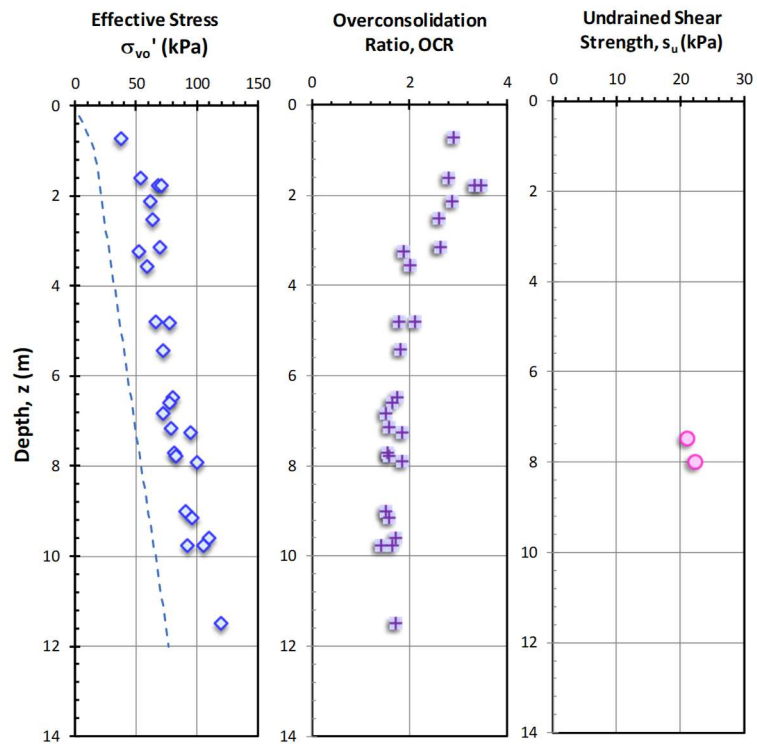 Effective Stress
σvo' (kPa)
0 50 100 150
0
2
4
6
8
10
12
14
Depth, z (m)
Overconsolidation
Ratio, OCR
0 2 4
0
2
4
6
8
10
12
14
Undrained Shear
Strength, su (kPa)
0 10 20 30
0
2
4
6
8
10
12
14